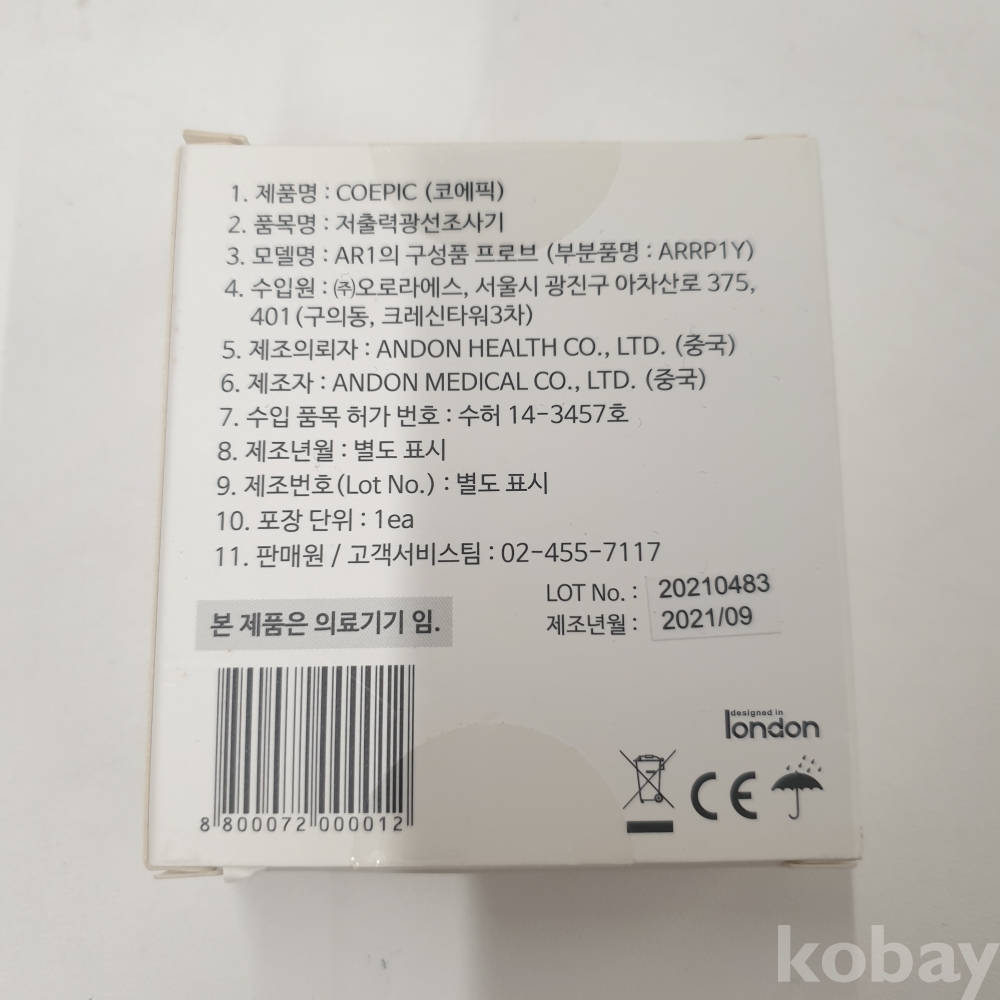 1. 제품명 : COEPIC (코에픽)
2. 품목명 : 저출력광선조사기
3. 모델명 : AR1의 구성품 프로브 (부분품명 : ARRP1Y)
4. 수입원 : ㈜오로라에스, 서울시 광진구 아차산로 375,
401(구의동, 크레신타워3차)
5. 제조의뢰자 : ANDON HEALTH CO., LTD. (중국)
6. 제조자 : ANDON MEDICAL CO., LTD. (중국)
7. 수입 품목 허가 번호 : 수허 14-3457호
8. 제조년월 : 별도 표시
9. 제조번호(Lot No.) : 별도 표시
10. 포장 단위 : 1ea
11. 판매원 / 고객서비스팀 : 02-455-7117
LOT No. : 20210483
제조년월 : 2021/09
본 제품은 의료기기 임.
designed in
london
CE
8 800072 000012
kobay